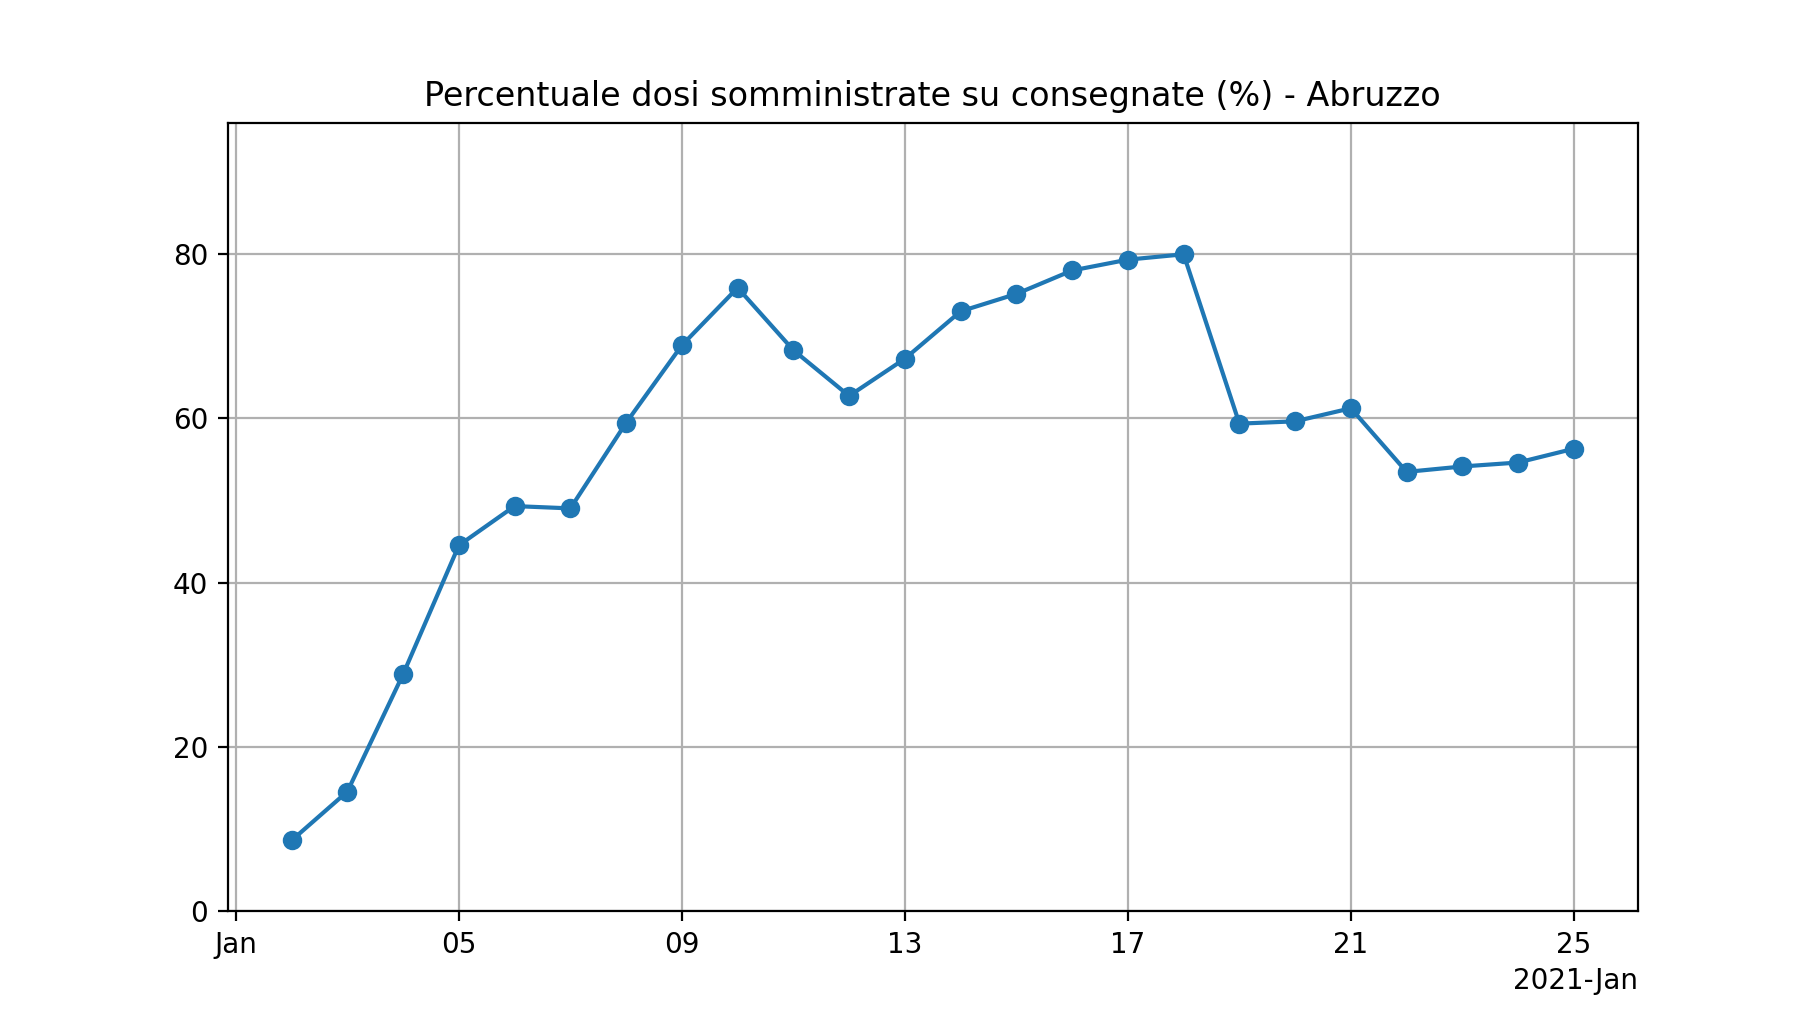 Percentuale dosi somministrate su consegnate (%) - Abruzzo
80
60
40
20
0
Jan 05 09 13 17 21 25
2021-Jan